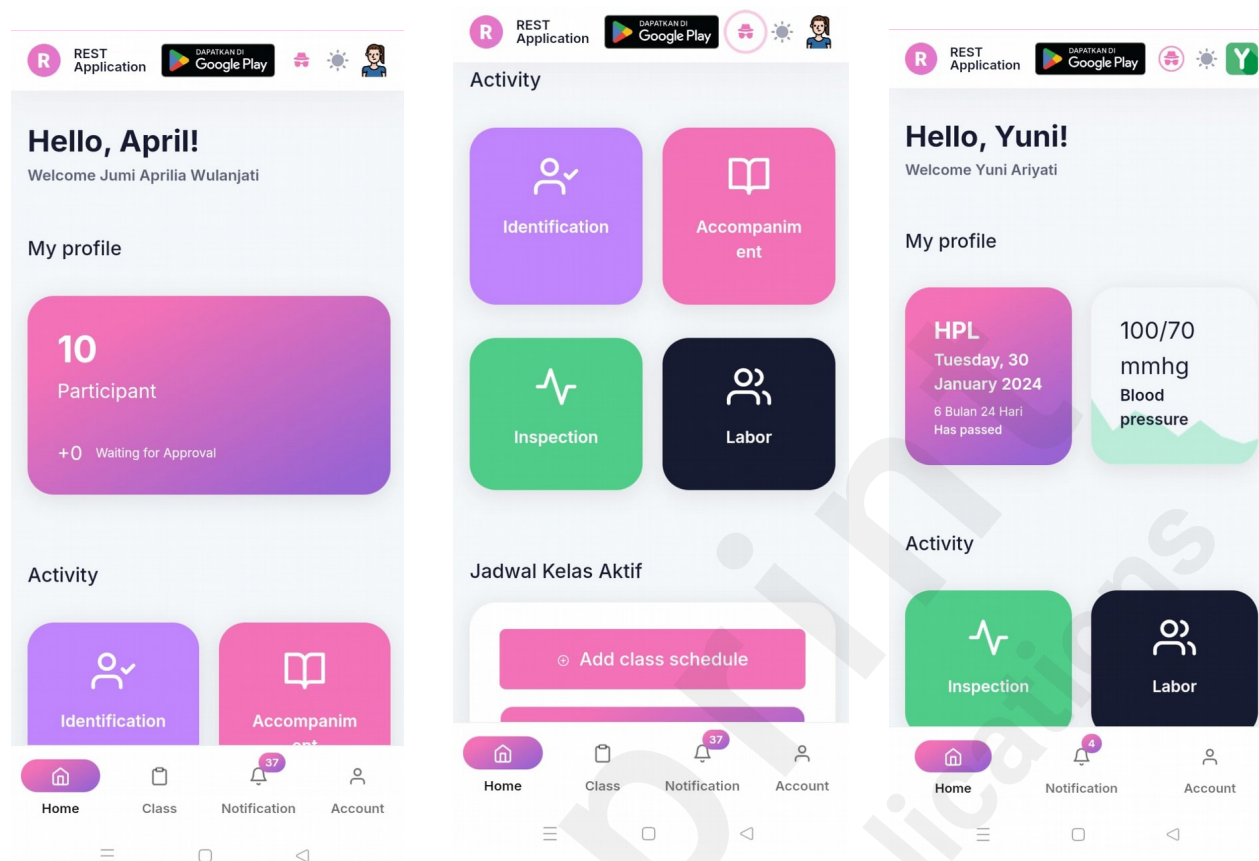 R
REST
Application
DAPATKAN DI
Google Play
Hello, April!
Welcome Jumi Aprilia Wulanjati
My profile
10
Participant
+0 Waiting for Approval
Activity
Identification
Accompanim
ent
37
Home
Class
Notification
Account
R
REST
Application
DAPATKAN DI
Google Play
Activity
Identification
Accompanim
ent
Inspection
Labor
Jadwal Kelas Aktif
Add class schedule
37
Home
Class
Notification
Account
R
REST
Application
DAPATKAN DI
Google Play
Y
Hello, Yuni!
Welcome Yuni Ariyati
My profile
HPL
Tuesday, 30
January 2024
6 Bulan 24 Hari
Has passed
100/70
mmhg
Blood
pressure
Activity
Inspection
Labor
4
Home
Notification
Account
print
lications